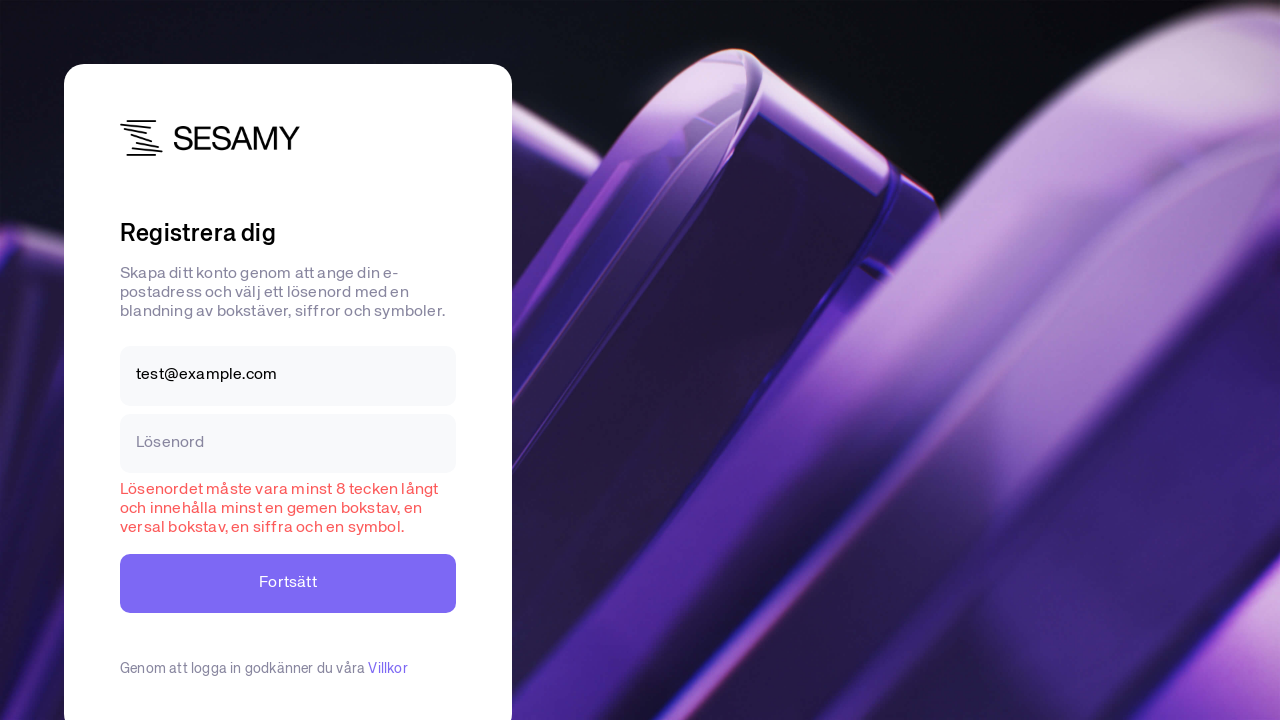 SESAMY
Registrera dig
Skapa ditt konto genom att ange din e-
postadress och välj ett lösenord med en
blandning av bokstäver, siffror och symboler.
test@example.com
Lösenord
Lösenordet måste vara minst 8 tecken långt
och innehålla minst en gemen bokstav, en
versal bokstav, en siffra och en symbol.
Fortsätt
Genom att logga in godkänner du våra Villkor